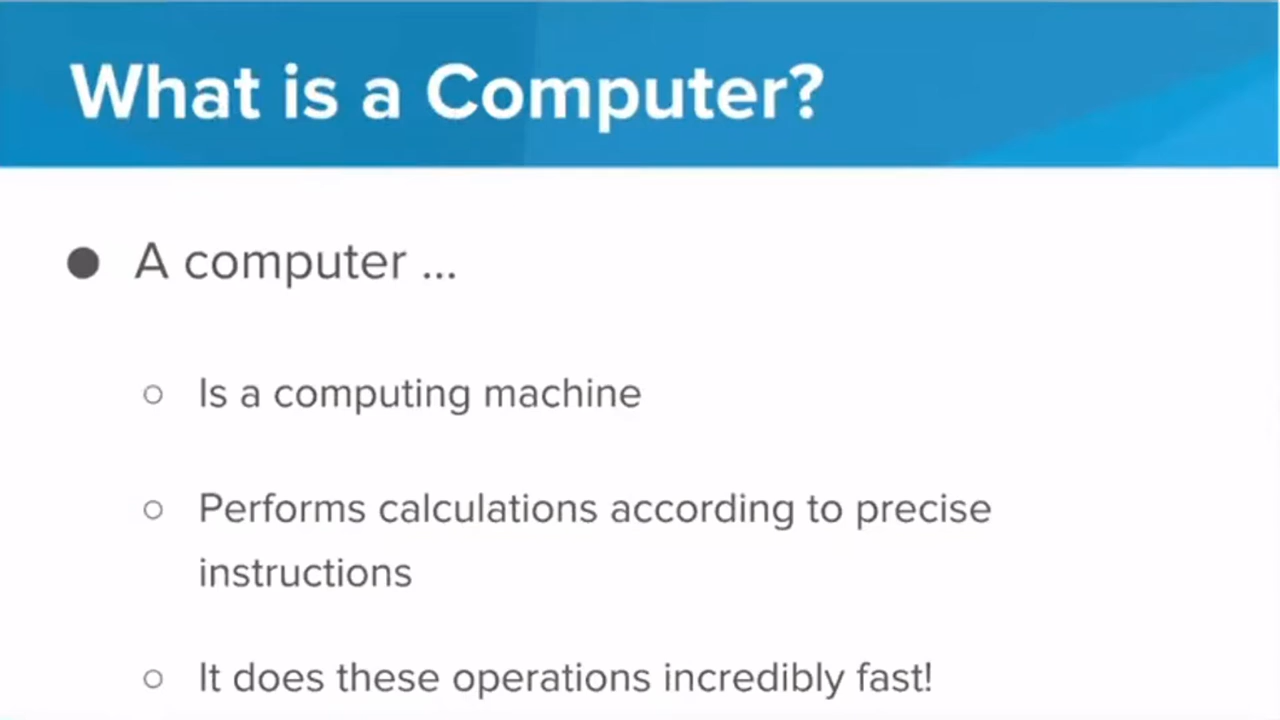 What is a Computer?
● A computer ...
○ Is a computing machine
○ Performs calculations according to precise
instructions
○ It does these operations incredibly fast!